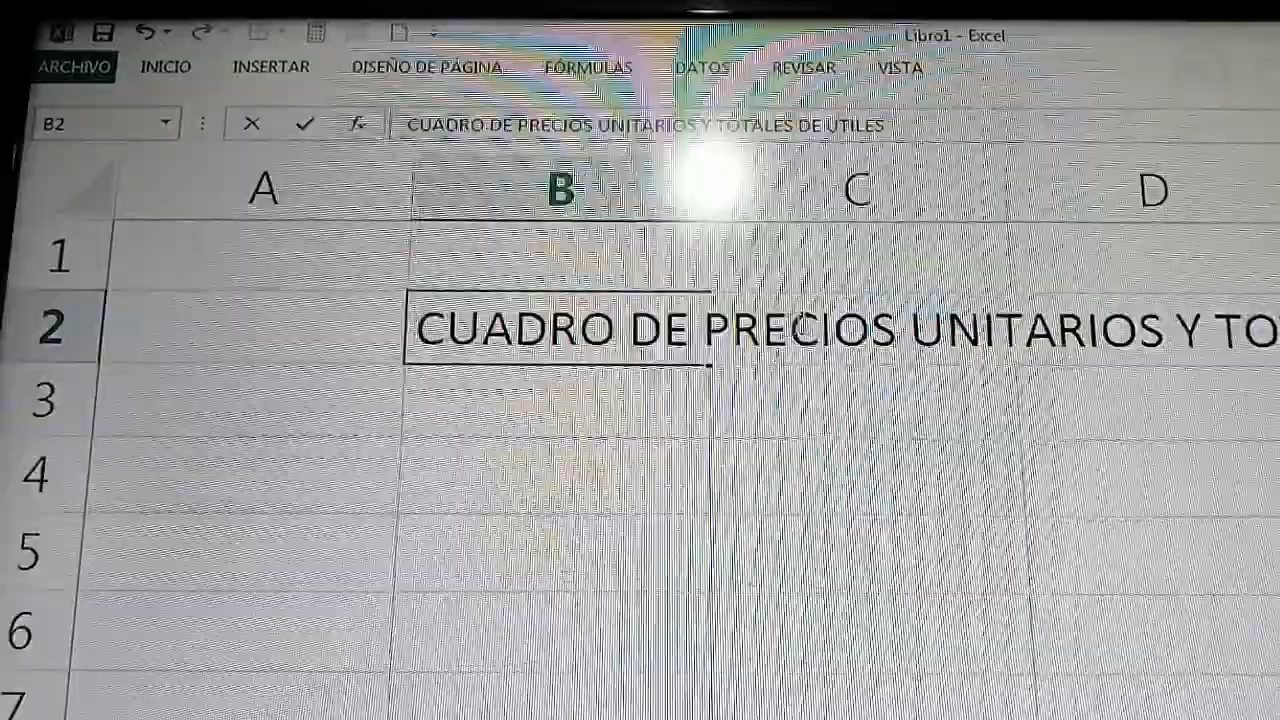 Libro1 - Excel
ARCHIVO INICIO INSERTAR DISEÑO DE PÁGINA FÓRMULAS DATOS REVISAR VISTA
B2 fx CUADRO DE PRECIOS UNITARIOS Y TOTALES DE UTILES
A B C D
1
2 CUADRO DE PRECIOS UNITARIOS Y TO
3
4
5
6
7